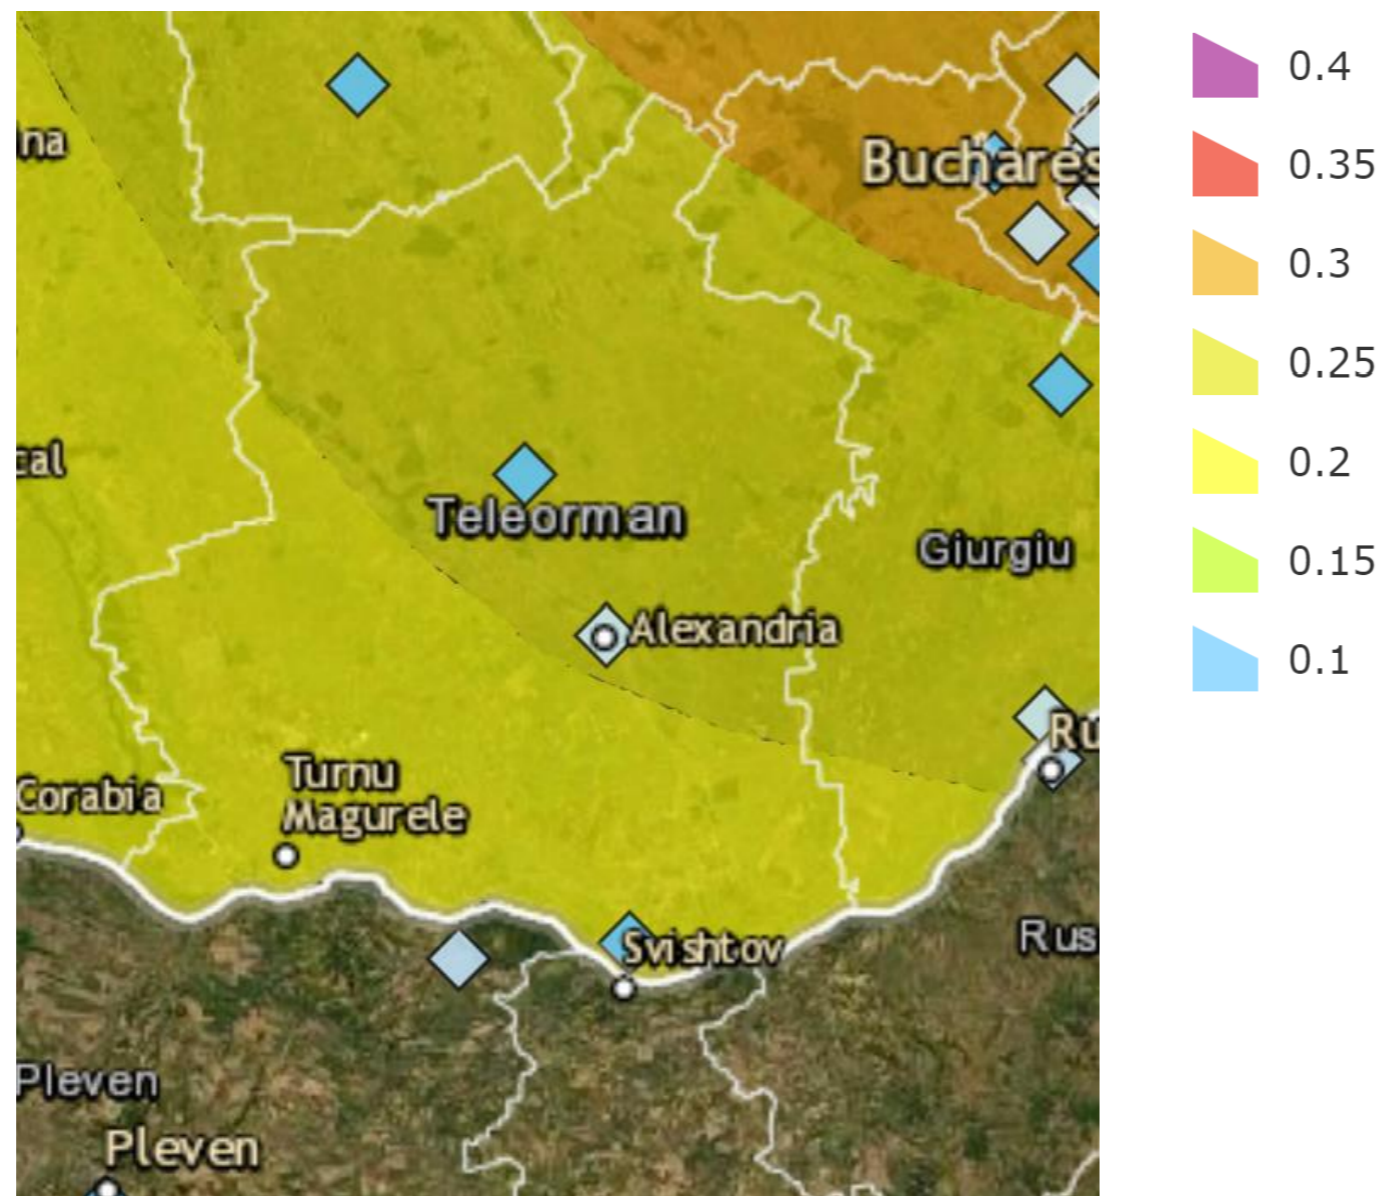 na
Buchares
cal
Teleorman
Giurgiu
Alexandria
Ru
Turnu
Magurele
Corabia
Svishtov
Rus
Pleven
Pleven
0.4
0.35
0.3
0.25
0.2
0.15
0.1